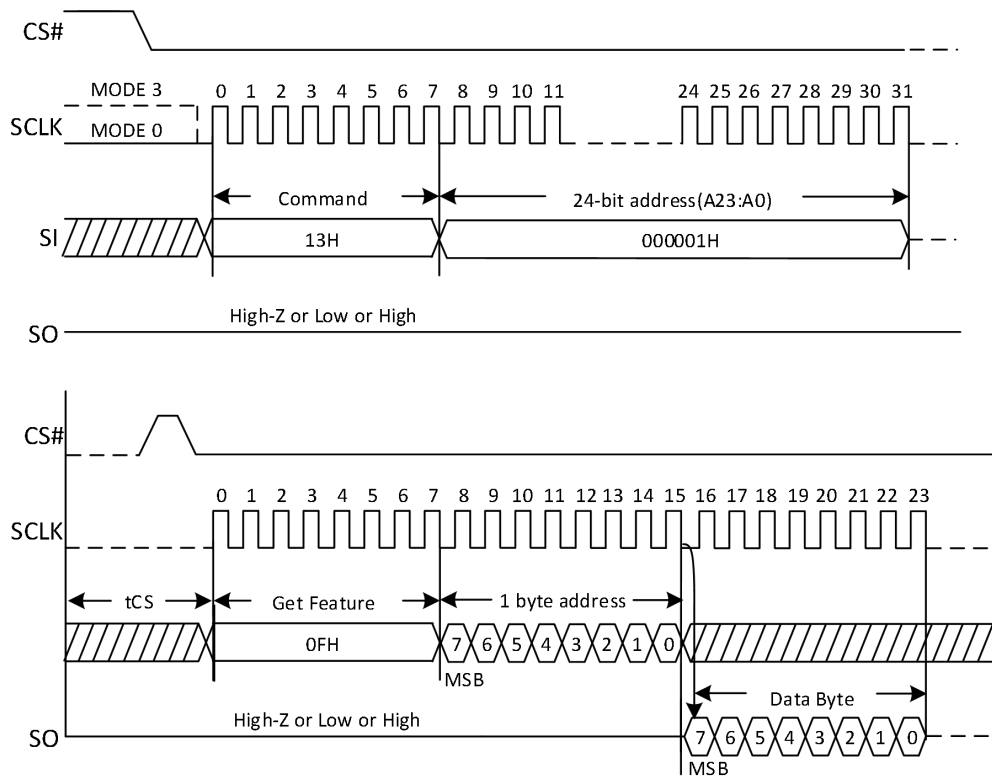 CS#
MODE 3
0 1 2 3 4 5 6 7 8 9 10 11 24 25 26 27 28 29 30 31
SCLK
MODE 0
Command
24-bit address(A23:A0)
SI
13H
000001H
High-Z or Low or High
SO
CS#
0 1 2 3 4 5 6 7 8 9 10 11 12 13 14 15 16 17 18 19 20 21 22 23
SCLK
tCS
Get Feature
1 byte address
0FH
7 6 5 4 3 2 1 0
MSB
Data Byte
High-Z or Low or High
SO
7 6 5 4 3 2 1 0
MSB